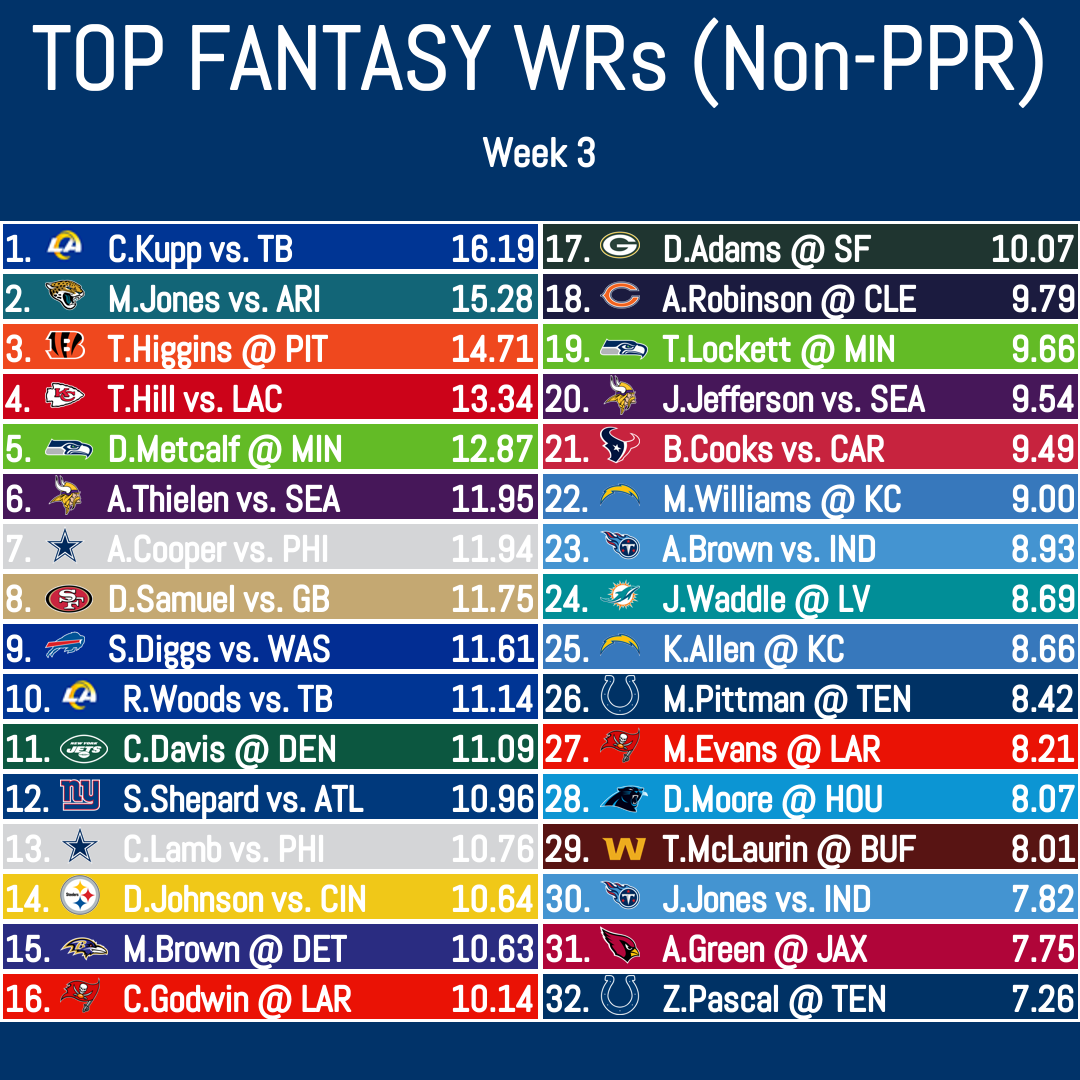 TOP FANTASY WRs (Non-PPR)
Week 3
1. C.Kupp vs. TB 16.19
2. M.Jones vs. ARI 15.28
3. T.Higgins @ PIT 14.71
4. T.Hill vs. LAC 13.34
5. D.Metcalf @ MIN 12.87
6. A.Thielen vs. SEA 11.95
7. A.Cooper vs. PHI 11.94
8. D.Samuel vs. GB 11.75
9. S.Diggs vs. WAS 11.61
10. R.Woods vs. TB 11.14
11. NEW YORK JETS C.Davis @ DEN 11.09
12. ny S.Shepard vs. ATL 10.96
13. C.Lamb vs. PHI 10.76
14. Steelers D.Johnson vs. CIN 10.64
15. M.Brown @ DET 10.63
16. C.Godwin @ LAR 10.14
17. G D.Adams @ SF 10.07
18. C A.Robinson @ CLE 9.79
19. T.Lockett @ MIN 9.66
20. J.Jefferson vs. SEA 9.54
21. B.Cooks vs. CAR 9.49
22. M.Williams @ KC 9.00
23. A.Brown vs. IND 8.93
24. J.Waddle @ LV 8.69
25. K.Allen @ KC 8.66
26. M.Pittman @ TEN 8.42
27. M.Evans @ LAR 8.21
28. D.Moore @ HOU 8.07
29. W T.McLaurin @ BUF 8.01
30. J.Jones vs. IND 7.82
31. A.Green @ JAX 7.75
32. Z.Pascal @ TEN 7.26